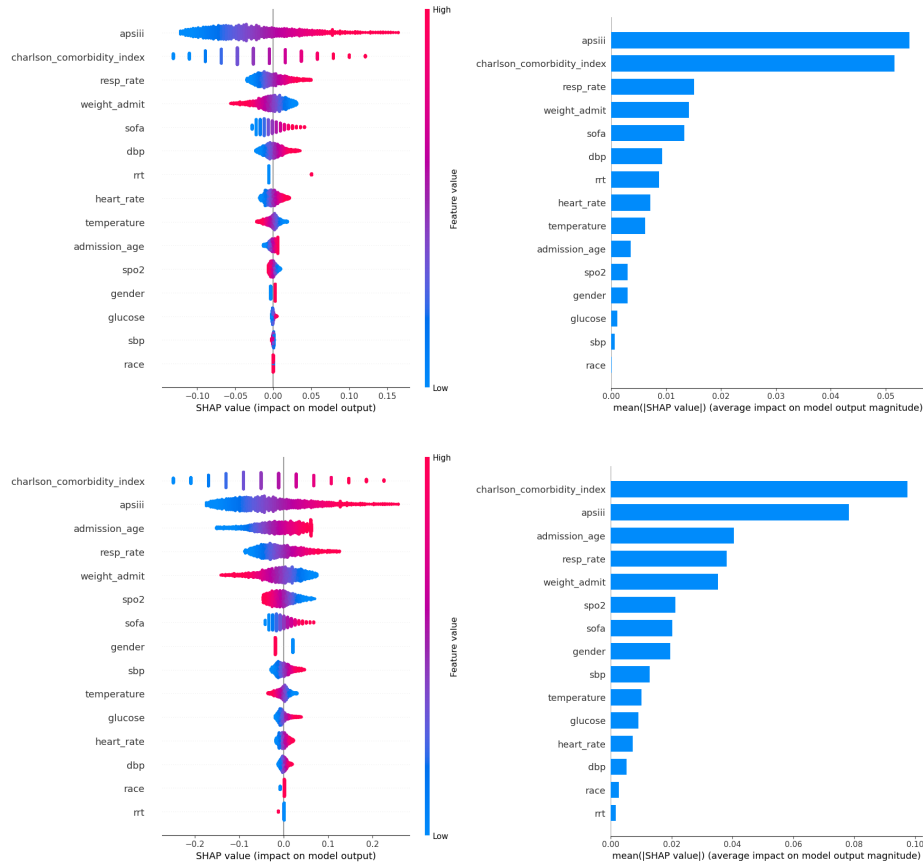 apsiii
charlson_comorbidity_index
resp_rate
weight_admit
sofa
dbp
rrt
heart_rate
temperature
admission_age
spo2
gender
glucose
sbp
race
−0.10 −0.05 0.00 0.05 0.10 0.15
SHAP value (impact on model output)
High
Feature value
Low
apsiii
charlson_comorbidity_index
resp_rate
weight_admit
sofa
dbp
rrt
heart_rate
temperature
admission_age
spo2
gender
glucose
sbp
race
0.00 0.01 0.02 0.03 0.04 0.05
mean(|SHAP value|) (average impact on model output magnitude)
charlson_comorbidity_index
apsiii
admission_age
resp_rate
weight_admit
spo2
sofa
gender
sbp
temperature
glucose
heart_rate
dbp
race
rrt
−0.2 −0.1 0.0 0.1 0.2
SHAP value (impact on model output)
High
Feature value
Low
charlson_comorbidity_index
apsiii
admission_age
resp_rate
weight_admit
spo2
sofa
gender
sbp
temperature
glucose
heart_rate
dbp
race
rrt
0.00 0.02 0.04 0.06 0.08 0.10
mean(|SHAP value|) (average impact on model output magnitude)